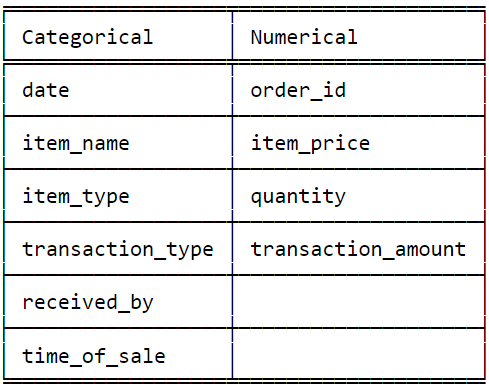 Categorical Numerical
date order_id
item_name item_price
item_type quantity
transaction_type transaction_amount
received_by
time_of_sale